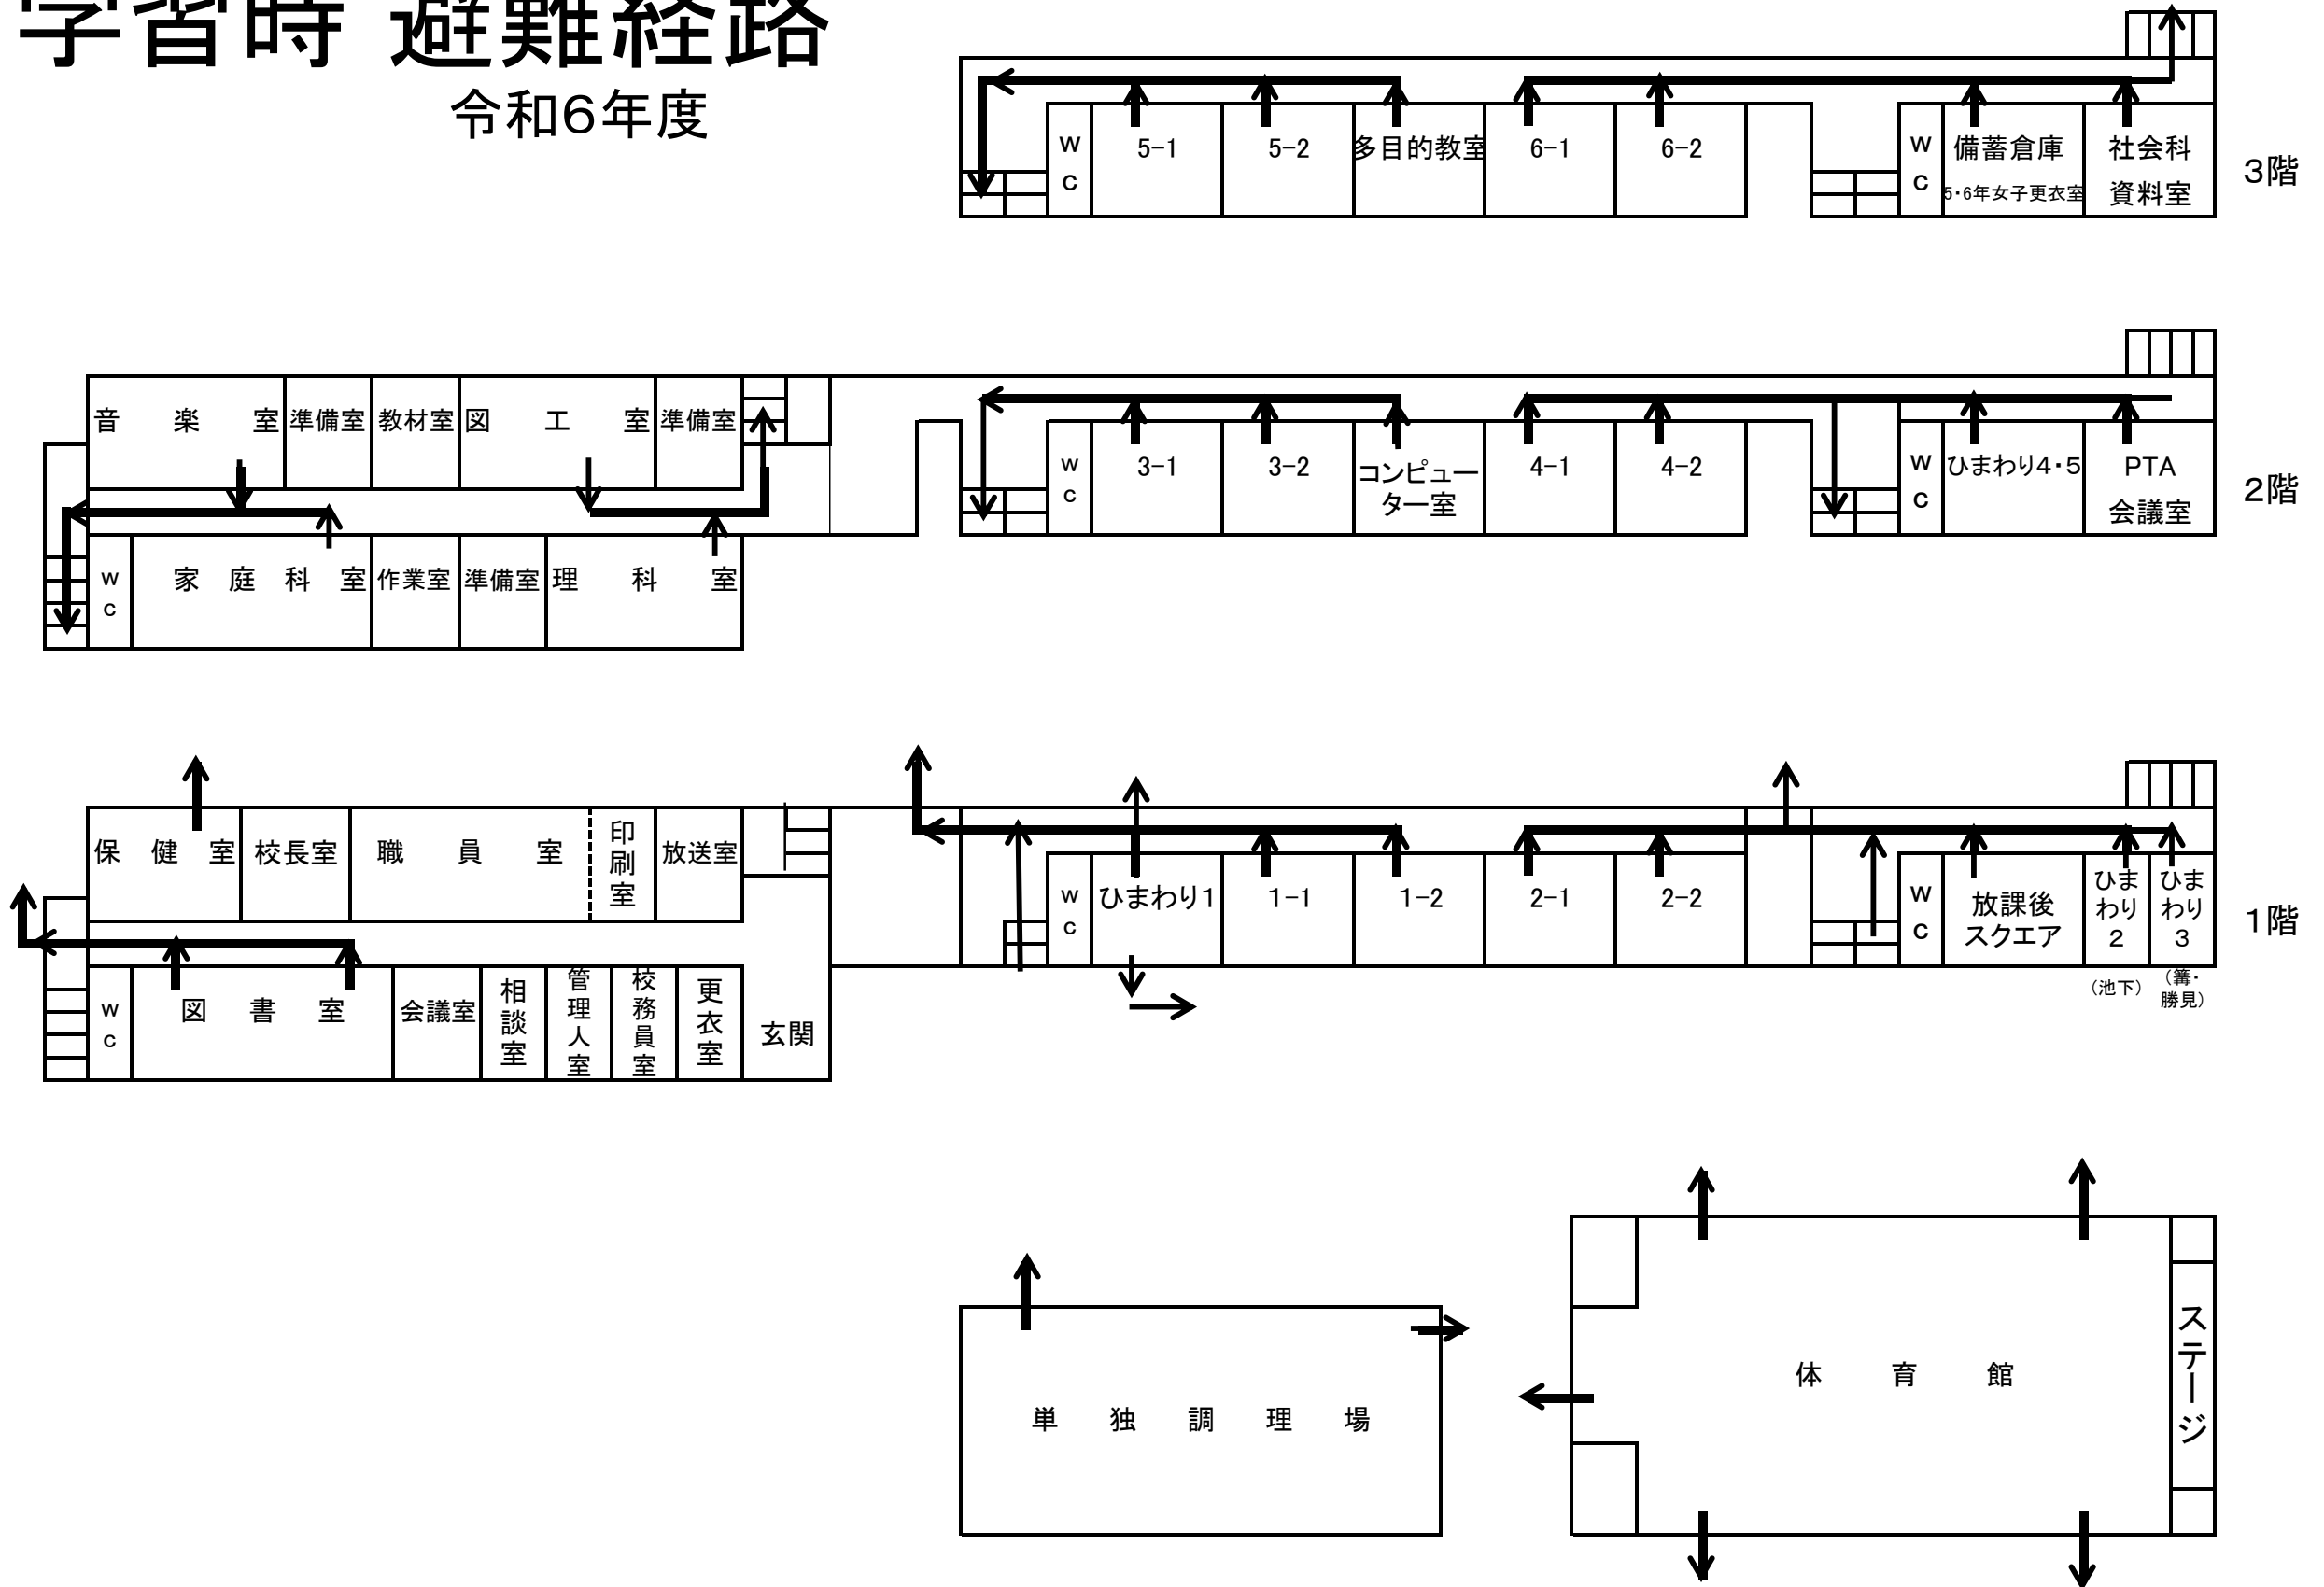 学習時 避難経路
令和6年度
WC
5-1
5-2
多目的教室
6-1
6-2
WC
備蓄倉庫
5・6年女子更衣室
社会科
資料室
3階
音楽室
準備室
教材室
図工室
準備室
WC
家庭科室
作業室
準備室
理科室
WC
3-1
3-2
コンピュー
ター室
4-1
4-2
WC
ひまわり4・5
PTA
会議室
2階
保健室
校長室
職員室
印刷室
放送室
WC
図書室
会議室
相談室
管理人室
校務員室
更衣室
玄関
WC
ひまわり1
1-1
1-2
2-1
2-2
WC
放課後
スクエア
ひま
わり
2
ひま
わり
3
(池下)
(篝・
勝見)
1階
単独調理場
体育館
ステージ